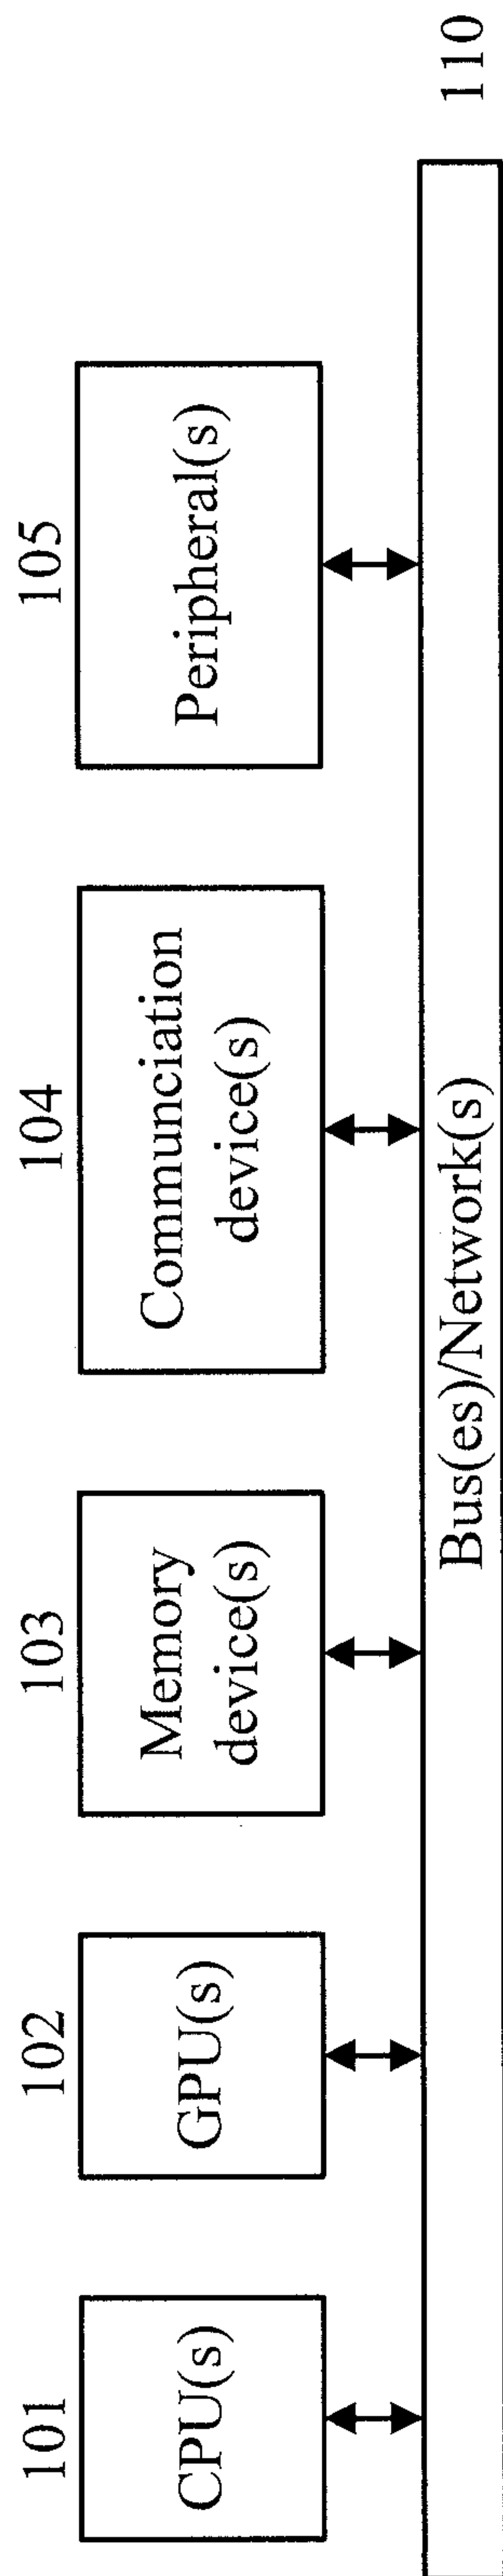 101
102
103
104
105
CPU(s)
GPU(s)
Memory
device(s)
Communciation
device(s)
Peripheral(s)
Bus(es)/Network(s)
110